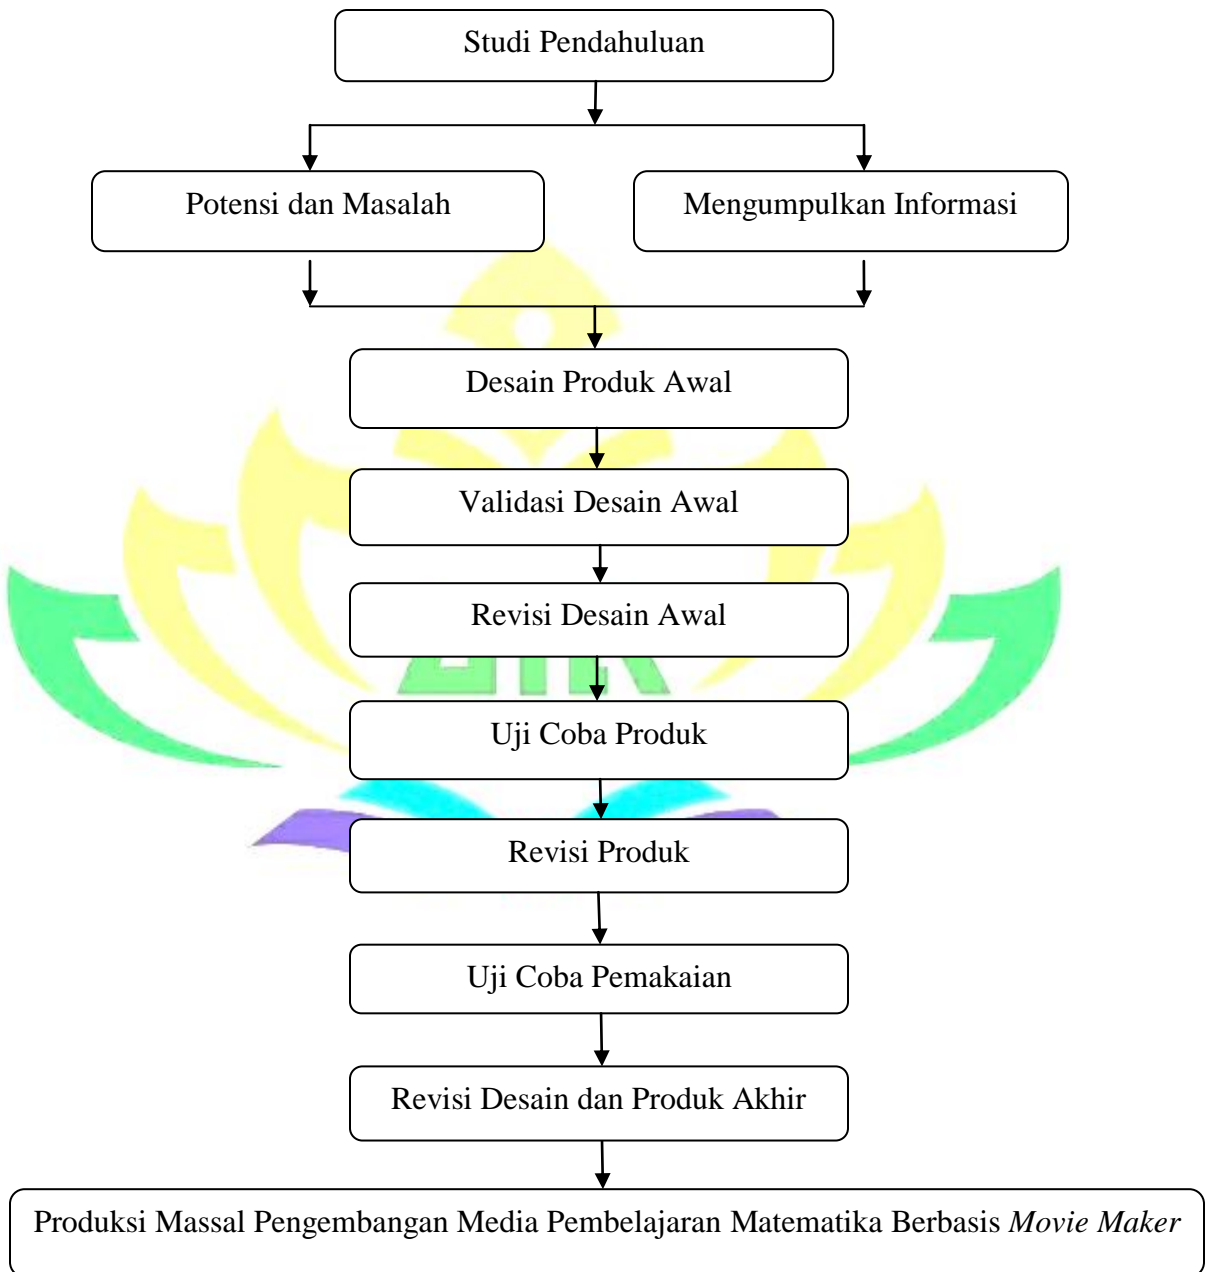 Studi Pendahuluan
Potensi dan Masalah
Mengumpulkan Informasi
Desain Produk Awal
Validasi Desain Awal
Revisi Desain Awal
Uji Coba Produk
Revisi Produk
Uji Coba Pemakaian
Revisi Desain dan Produk Akhir
Produksi Massal Pengembangan Media Pembelajaran Matematika Berbasis Movie Maker